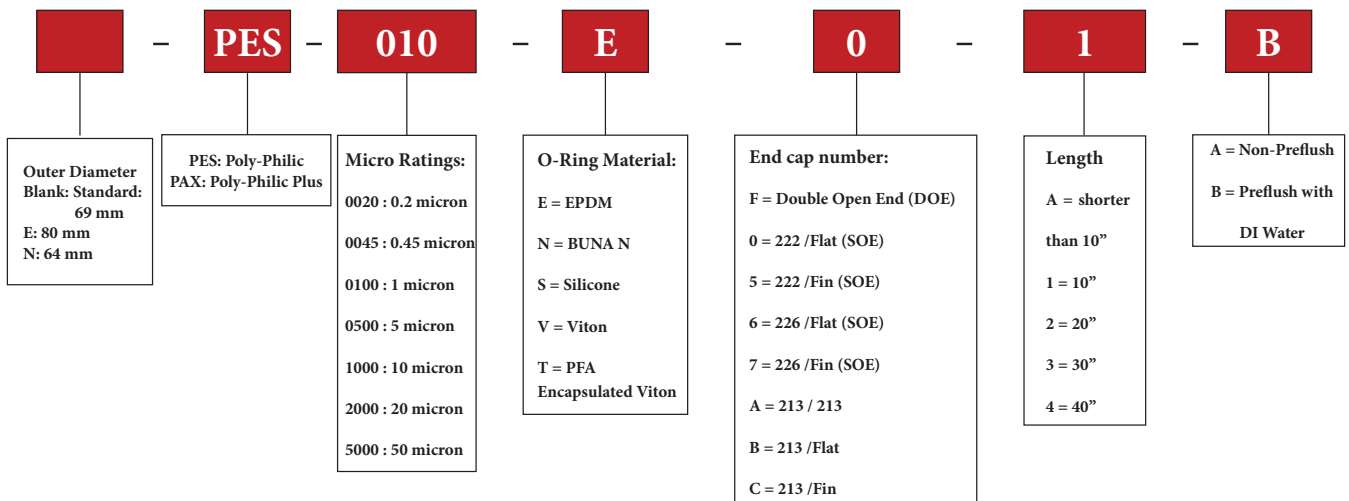 – PES – 010 – E – 0 – 1 – B
Outer Diameter
Blank: Standard:
69 mm
E: 80 mm
N: 64 mm
PES: Poly-Philic
PAX: Poly-Philic Plus
Micro Ratings:
0020 : 0.2 micron
0045 : 0.45 micron
0100 : 1 micron
0500 : 5 micron
1000 : 10 micron
2000 : 20 micron
5000 : 50 micron
O-Ring Material:
E = EPDM
N = BUNA N
S = Silicone
V = Viton
T = PFA
Encapsulated Viton
End cap number:
F = Double Open End (DOE)
0 = 222 /Flat (SOE)
5 = 222 /Fin (SOE)
6 = 226 /Flat (SOE)
7 = 226 /Fin (SOE)
A = 213 / 213
B = 213 /Flat
C = 213 /Fin
Length
A = shorter
than 10”
1 = 10”
2 = 20”
3 = 30”
4 = 40”
A = Non-Preflush
B = Preflush with
DI Water